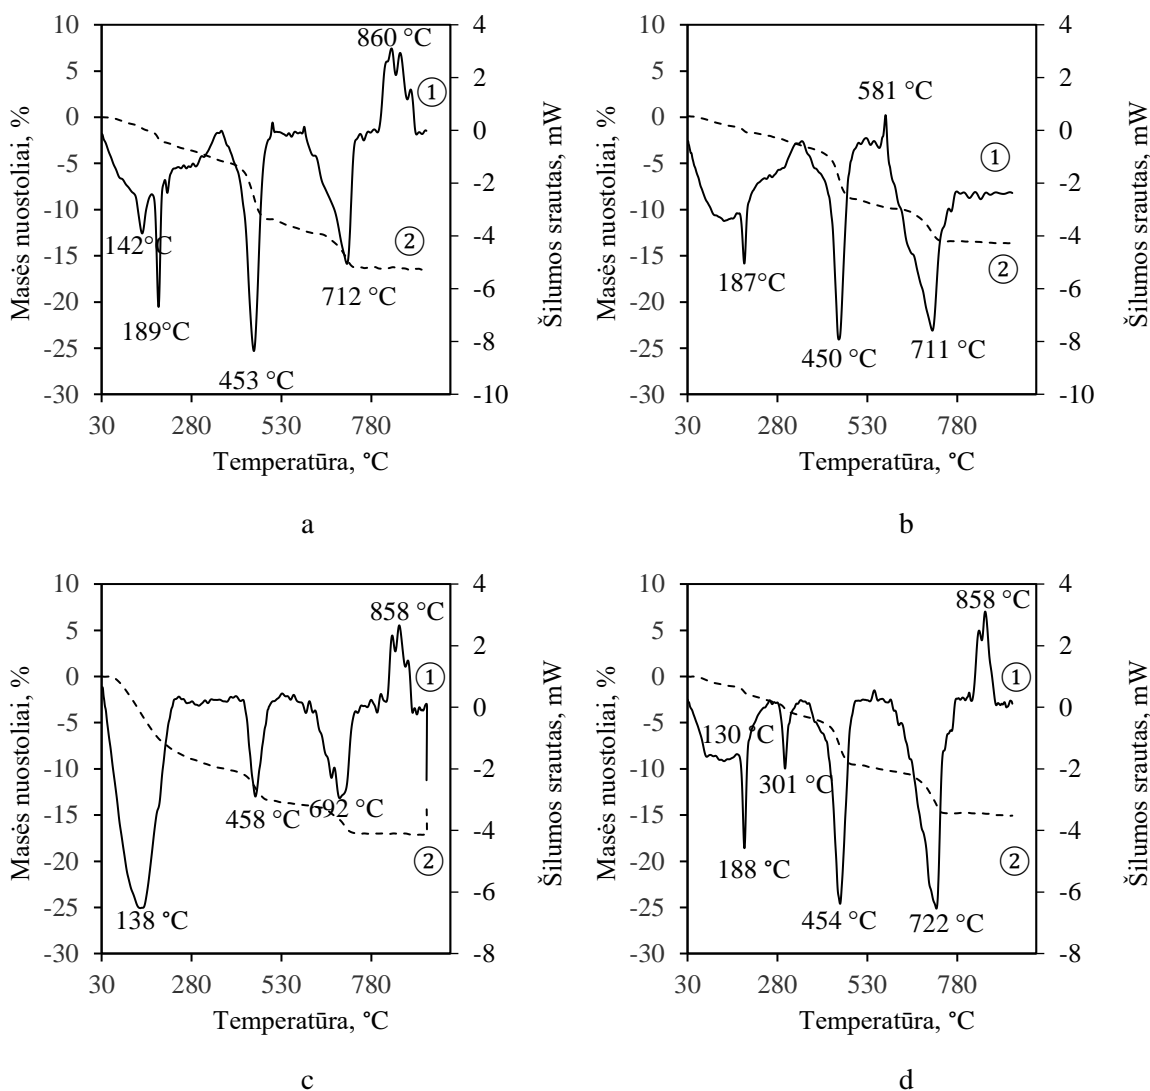 860 °C
①
②
142°C
189°C
453 °C
712 °C
10
5
0
-5
-10
-15
-20
-25
-30
4
2
0
-2
-4
-6
-8
-10
30 280 530 780
Masės nuostoliai, %
Šilumos srautas, mW
Temperatūra, °C
a
581 °C
①
②
187°C
450 °C
711 °C
10
5
0
-5
-10
-15
-20
-25
-30
4
2
0
-2
-4
-6
-8
-10
30 280 530 780
Masės nuostoliai, %
Šilumos srautas, mW
Temperatūra, °C
b
858 °C
①
②
458 °C
692 °C
138 °C
10
5
0
-5
-10
-15
-20
-25
-30
4
2
0
-2
-4
-6
-8
30 280 530 780
Masės nuostoliai, %
Šilumos srautas, mW
Temperatūra, °C
c
858 °C
①
②
130 °C
301 °C
188 °C
454 °C
722 °C
10
5
0
-5
-10
-15
-20
-25
-30
4
2
0
-2
-4
-6
-8
30 280 530 780
Masės nuostoliai, %
Šilumos srautas, mW
Temperatūra, °C
d